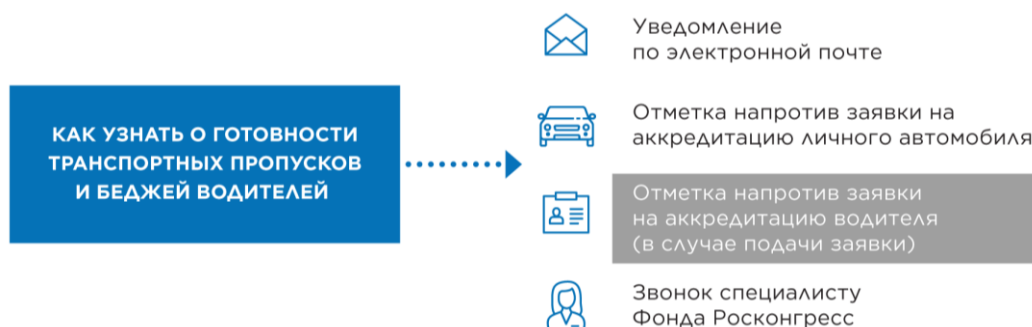 КАК УЗНАТЬ О ГОТОВНОСТИ
ТРАНСПОРТНЫХ ПРОПУСКОВ
И БЕДЖЕЙ ВОДИТЕЛЕЙ
Уведомление
по электронной почте
Отметка напротив заявки на
аккредитацию личного автомобиля
Отметка напротив заявки
на аккредитацию водителя
(в случае подачи заявки)
Звонок специалисту
Фонда Росконгресс